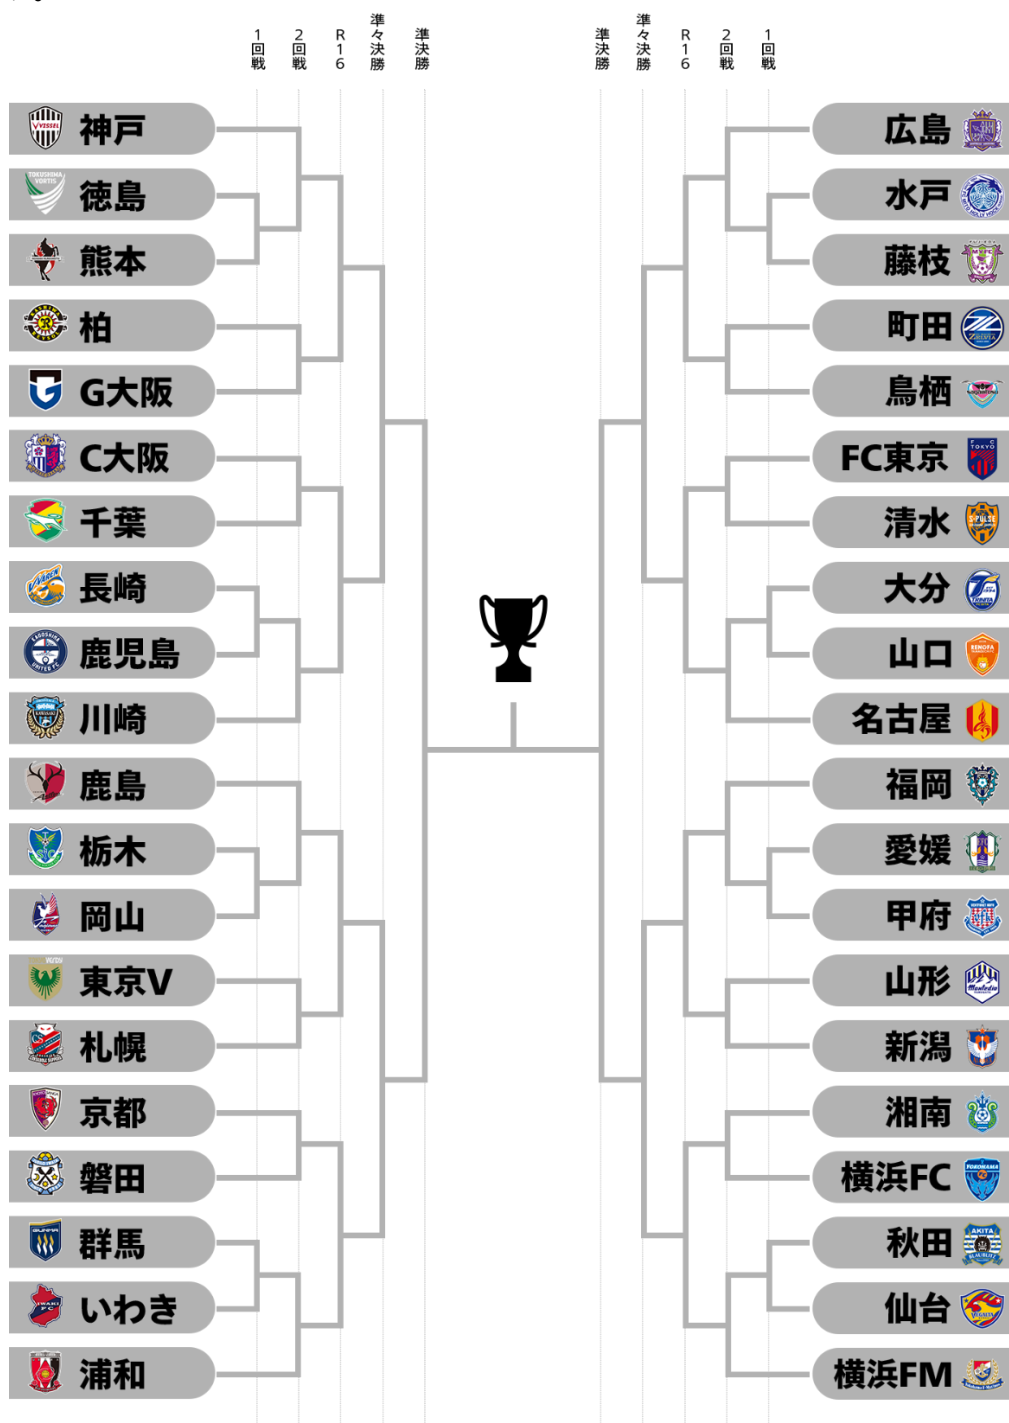 1回戦
2回戦
R16
準々決勝
準決勝
準決勝
準々決勝
R16
2回戦
1回戦
神戸
徳島
熊本
柏
G大阪
C大阪
千葉
長崎
鹿児島
川崎
鹿島
栃木
岡山
東京V
札幌
京都
磐田
群馬
いわき
浦和
広島
水戸
藤枝
町田
鳥栖
FC東京
清水
大分
山口
名古屋
福岡
愛媛
甲府
山形
新潟
湘南
横浜FC
秋田
仙台
横浜FM